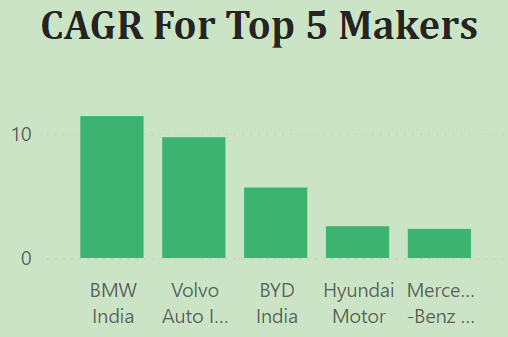 CAGR For Top 5 Makers
10
0
BMW India
Volvo Auto I...
BYD India
Hyundai Motor
Merce... -Benz ...